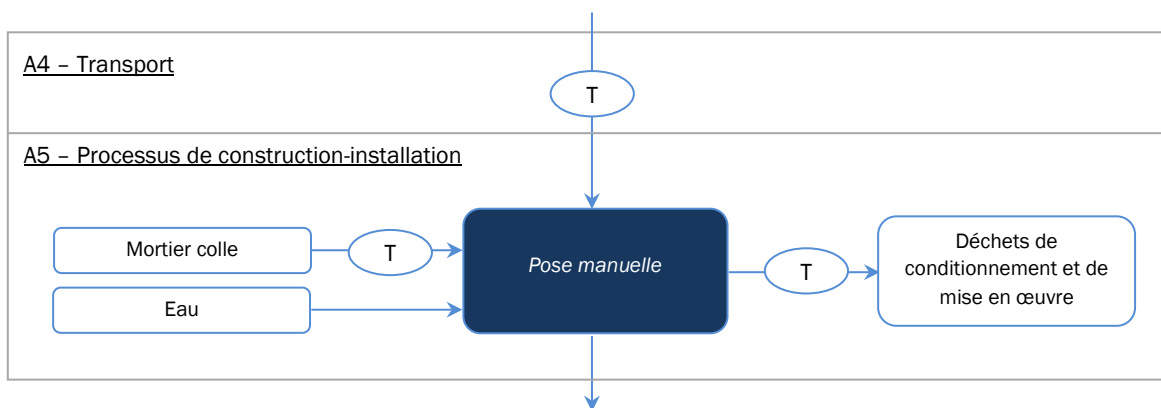 A4 – Transport
T
A5 – Processus de construction-installation
Mortier colle
T
Pose manuelle
T
Déchets de
conditionnement et de
mise en œuvre
Eau